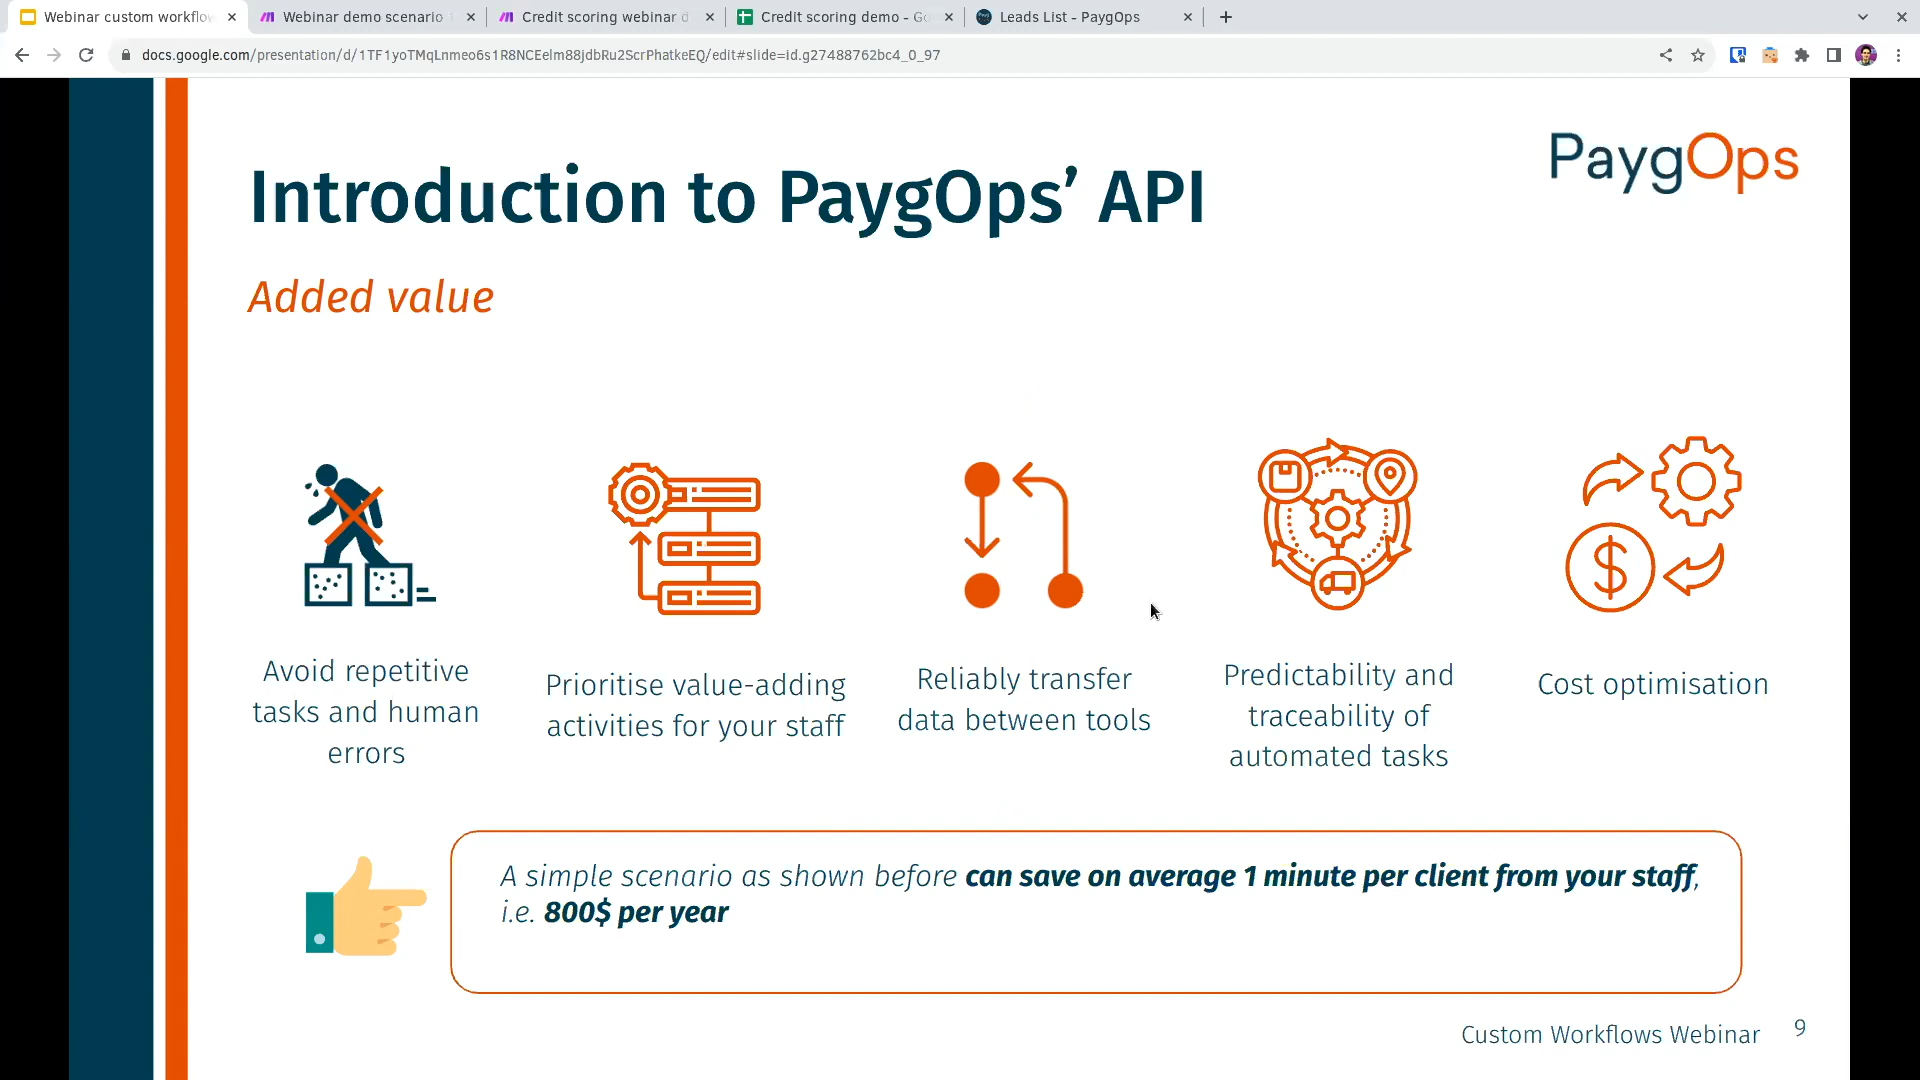 Webinar custom workflo
Webinar demo scenario
Credit scoring webinar d
Credit scoring demo - Go
Leads List - PaygOps
docs.google.com/presentation/d/1TF1yoTMqLnmeo6s1R8NCEelm88jdbRu2ScrPhatkeEQ/edit#slide=id.g27488762bc4_0_97
PaygOps
Introduction to PaygOps’ API
Added value
Avoid repetitive
tasks and human
errors
Prioritise value-adding
activities for your staff
Reliably transfer
data between tools
Predictability and
traceability of
automated tasks
Cost optimisation
A simple scenario as shown before can save on average 1 minute per client from your staff,
i.e. 800$ per year
Custom Workflows Webinar 9